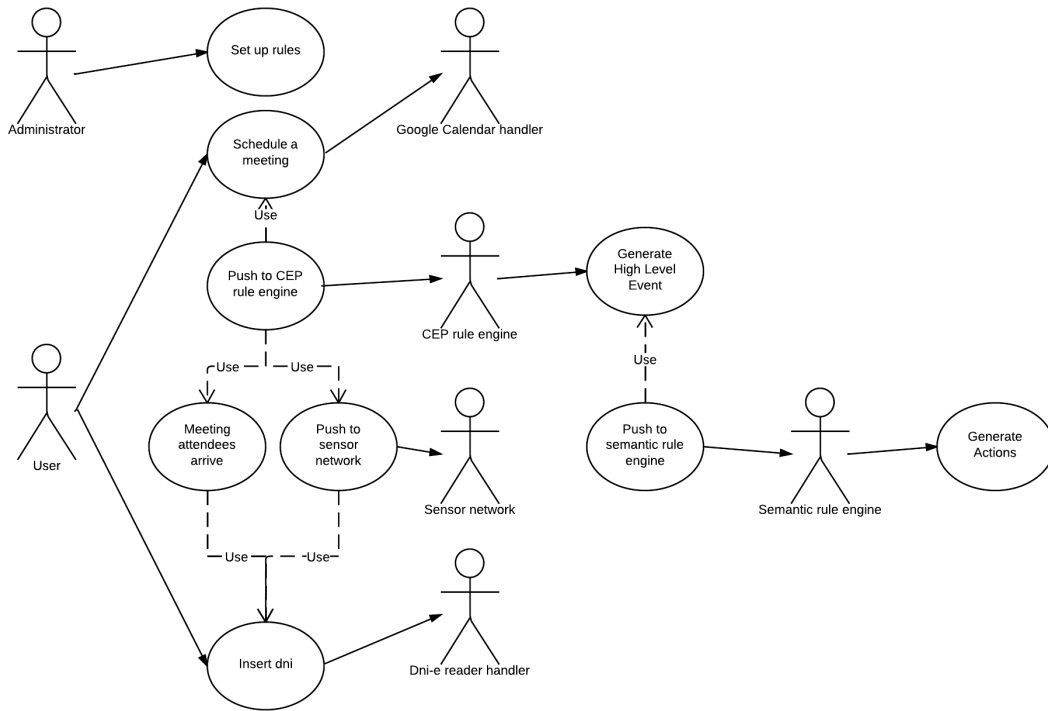 Set up rules
Administrator
Google Calendar handler
Schedule a
meeting
Use
Push to CEP
rule engine
CEP rule engine
Generate
High Level
Event
Use
Use
Use
User
Meeting
attendees
arrive
Push to
sensor
network
Sensor network
Push to
semantic rule
engine
Semantic rule engine
Generate
Actions
Use
Use
Insert dni
Dni-e reader handler